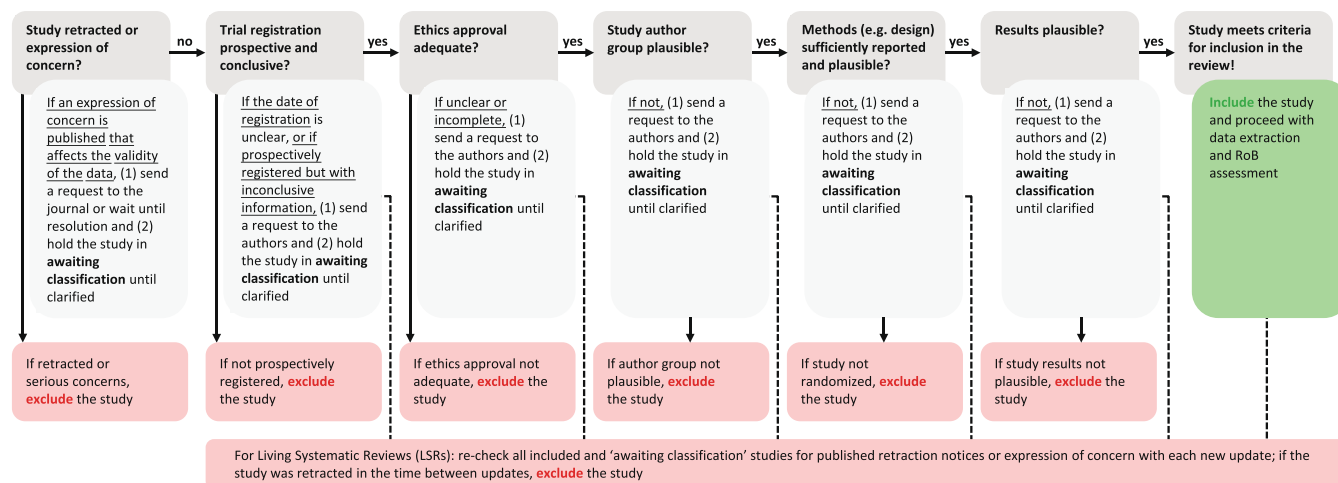 Study retracted or
expression of
concern?
no
Trial registration
prospective and
conclusive?
yes
Ethics approval
adequate?
yes
Study author
group plausible?
yes
Methods (e.g. design)
sufficiently reported
and plausible?
yes
Results plausible?
yes
Study meets criteria
for inclusion in the
review!
If an expression of
concern is
published that
affects the validity
of the data, (1) send
a request to the
journal or wait until
resolution and (2)
hold the study in
awaiting
classification until
clarified
If the date of
registration is
unclear, or if
prospectively
registered but with
inconclusive
information, (1) send
a request to the
authors and (2) hold
the study in awaiting
classification until
clarified
If unclear or
incomplete, (1)
send a request to
the authors and (2)
hold the study in
awaiting
classification until
clarified
If not, (1) send a
request to the
authors and (2)
hold the study in
awaiting
classification
until clarified
If not, (1) send a
request to the
authors and (2)
hold the study in
awaiting
classification
until clarified
If not, (1) send a
request to the
authors and (2)
hold the study in
awaiting
classification
until clarified
Include the study
and proceed with
data extraction
and RoB
assessment
If retracted or
serious concerns,
exclude the study
If not prospectively
registered, exclude
the study
If ethics approval not
adequate, exclude the
study
If author group not
plausible, exclude
the study
If study not
randomized, exclude
the study
If study results not
plausible, exclude the
study
For Living Systematic Reviews (LSRs): re-check all included and ‘awaiting classification’ studies for published retraction notices or expression of concern with each new update; if the
study was retracted in the time between updates, exclude the study